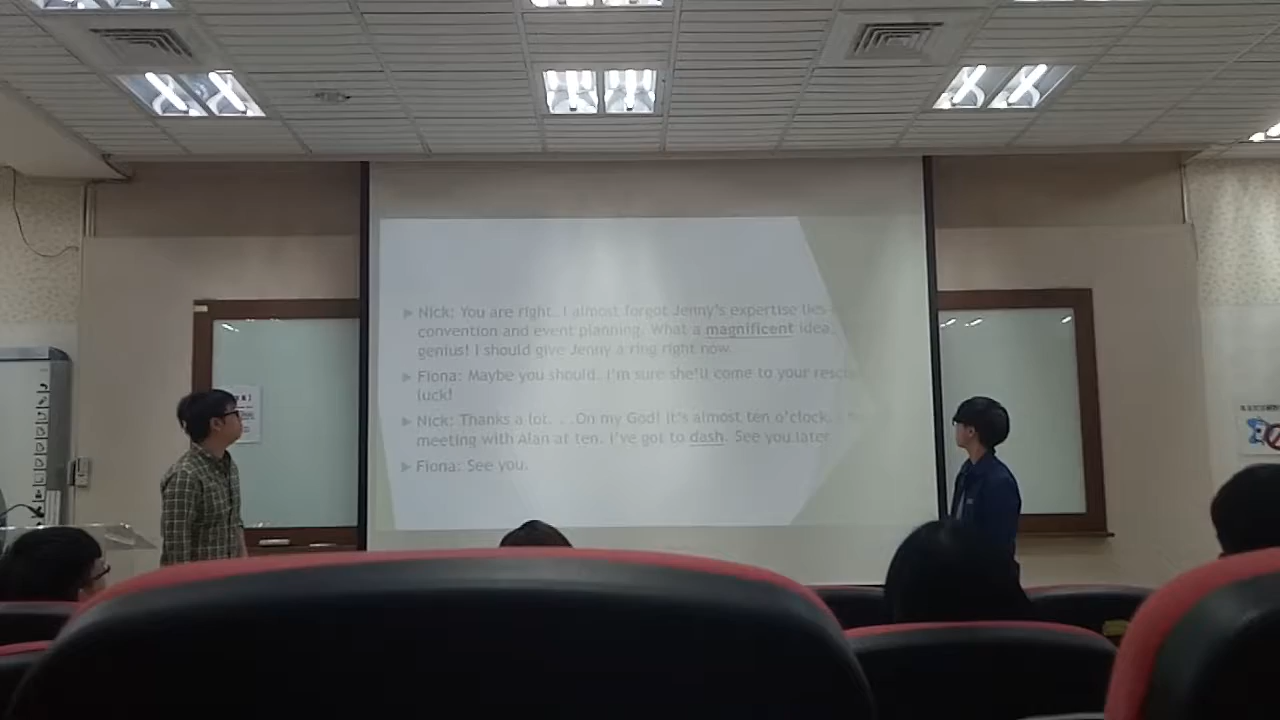 ▶ Nick: You are right. I almost forgot Jenny's expertise lies
convention and event planning. What a magnificent idea,
genius! I should give Jenny a ring right now.
▶ Fiona: Maybe you should. I'm sure she'll come to your
luck!
▶ Nick: Thanks a lot. . .On my God! It's almost ten o'clock.
meeting with Alan at ten. I've got to dash. See you later
▶ Fiona: See you.